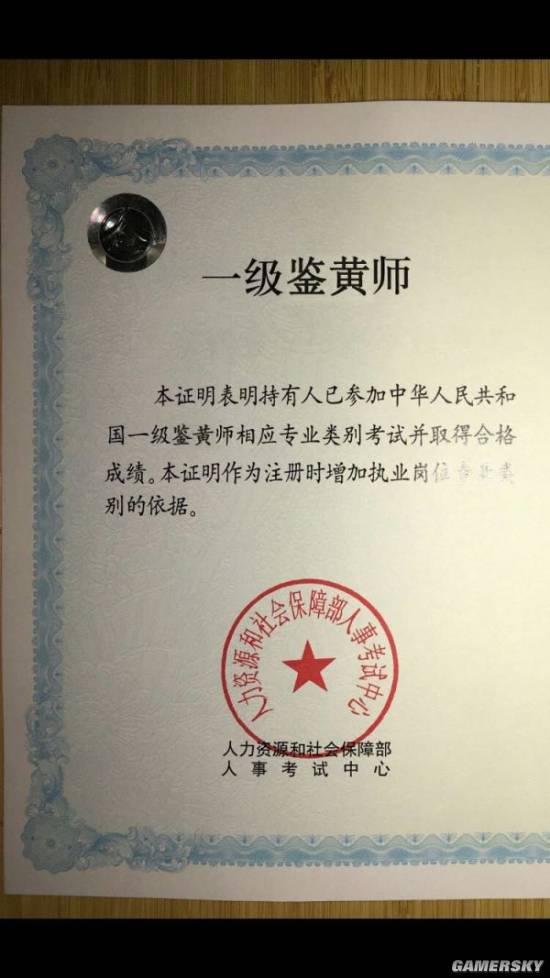 一级鉴黄师
本证明表明持有人已参加中华人民共和
国一级鉴黄师相应专业类别考试并取得合格
成绩。本证明作为注册时增加执业岗位专业类
别的依据。
人力资源和社会保障部人事考试中心
人力资源和社会保障部
人事考试中心
GAMERSKY